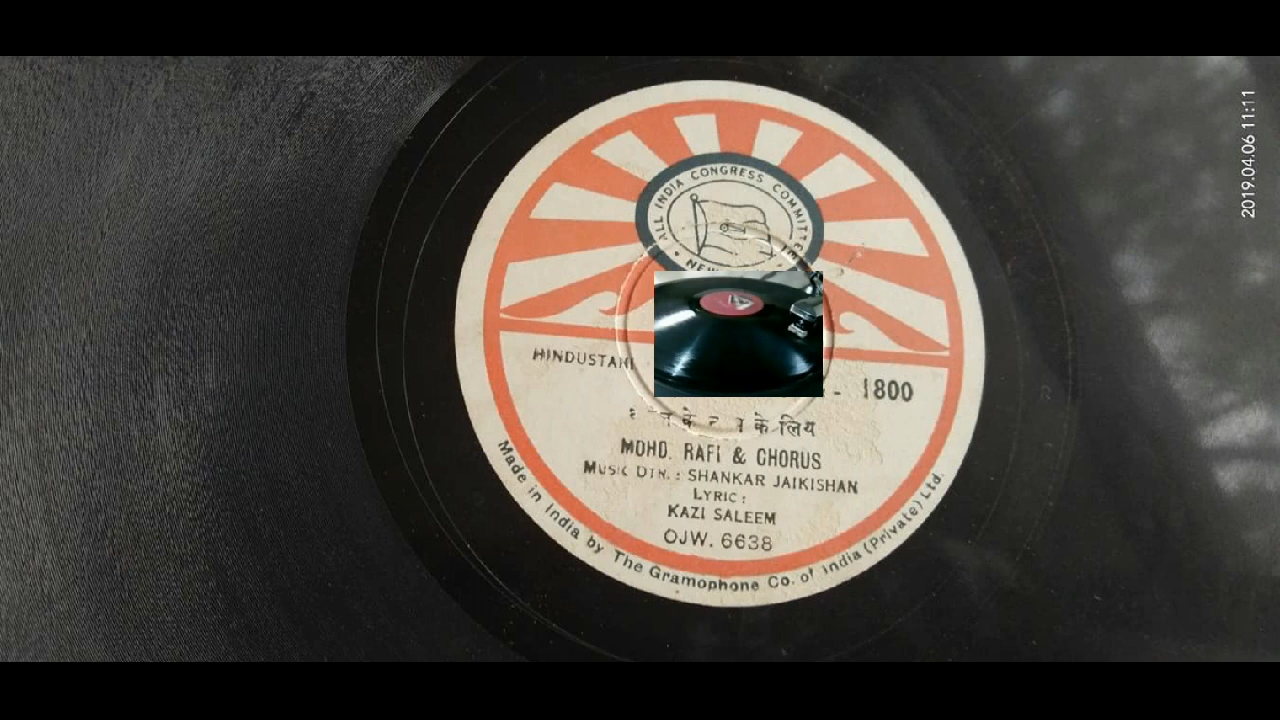 ALL INDIA CONGRESS COMMITTEE
NEW
HINDUSTANI
- 1800
के के लिय
MOHD. RAFI & CHORUS
MUSIC DTR.: SHANKAR JAIKISHAN
LYRIC:
KAZI SALEEM
OJW. 6638
Made in India by The Gramophone Co. of India (Private) Ltd.
2019.04.06 11:11